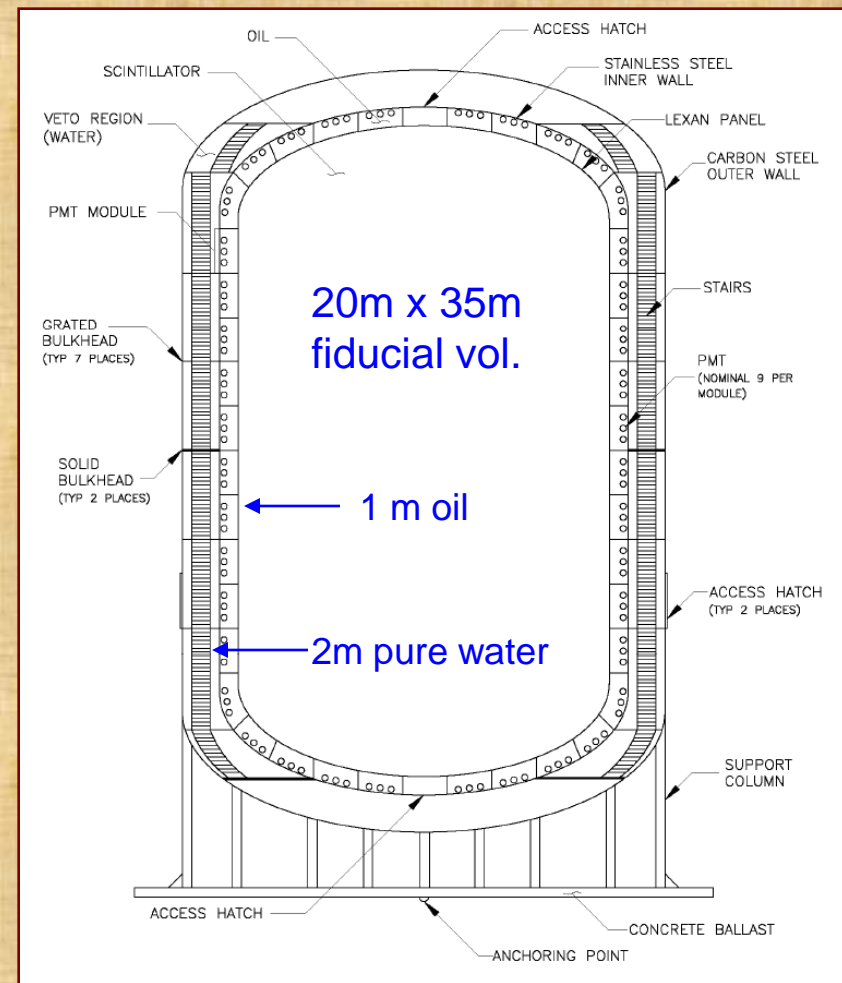 OIL
ACCESS HATCH
SCINTILLATOR
STAINLESS STEEL
INNER WALL
VETO REGION
(WATER)
LEXAN PANEL
CARBON STEEL
OUTER WALL
PMT MODULE
20m x 35m
fiducial vol.
STAIRS
GRATED
BULKHEAD
(TYP 7 PLACES)
PMT
(NOMINAL 9 PER
MODULE)
SOLID
BULKHEAD
(TYP 2 PLACES)
1 m oil
ACCESS HATCH
(TYP 2 PLACES)
2m pure water
SUPPORT
COLUMN
ACCESS HATCH
CONCRETE BALLAST
ANCHORING POINT